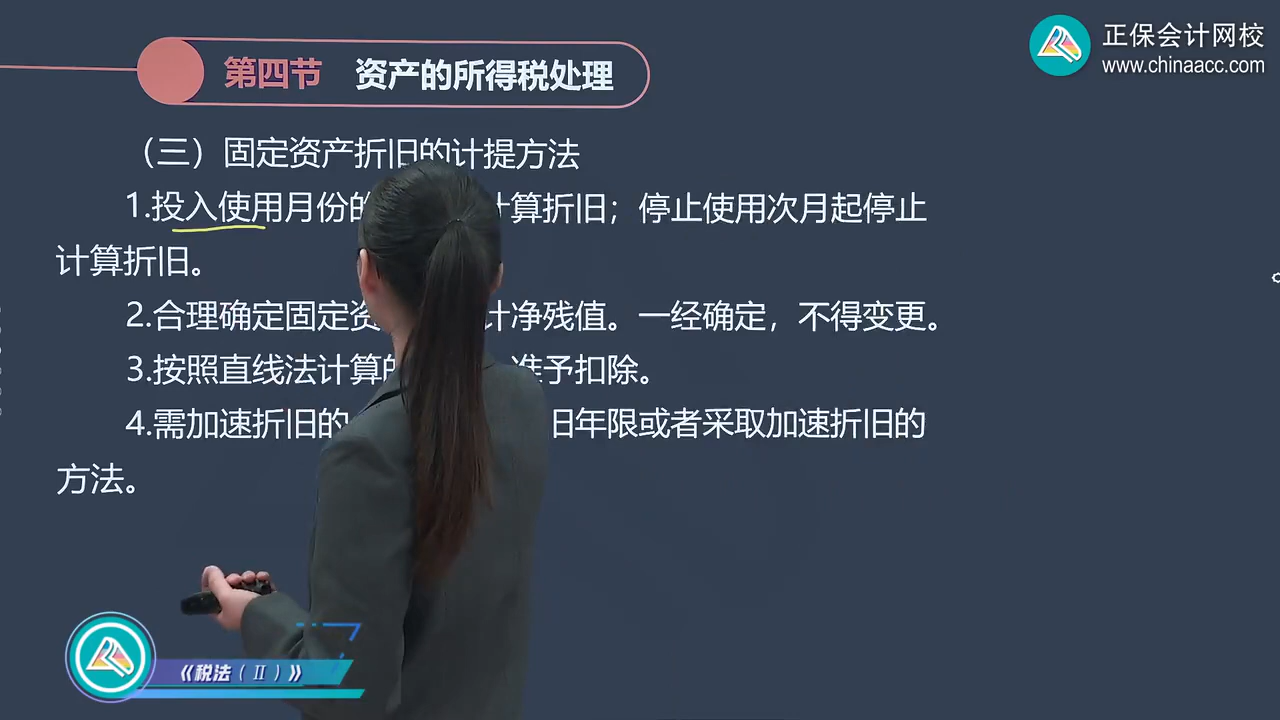 正保会计网校
www.chinaacc.com
第四节 资产的所得税处理
（三）固定资产折旧的计提方法
1.投入使用月份的 计算折旧；停止使用次月起停止
计算折旧。
2.合理确定固定资 计净残值。一经确定，不得变更。
3.按照直线法计算的 准予扣除。
4.需加速折旧的 旧年限或者采取加速折旧的
方法。
《税法（Ⅱ）》